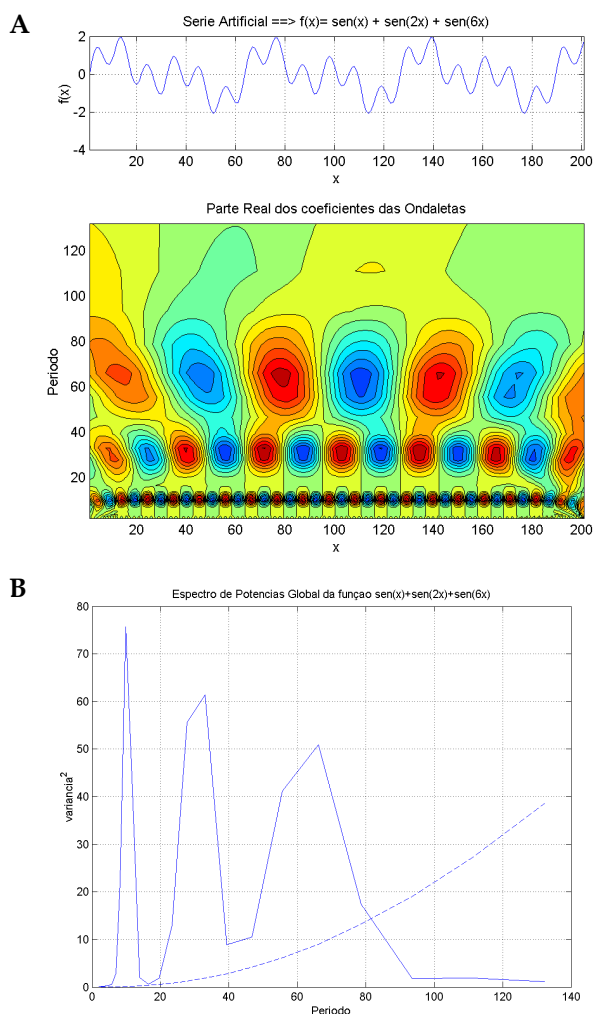 A
Serie Artificial ==> f(x)= sen(x) + sen(2x) + sen(6x)
2
0
-2
-4
f(x)
20 40 60 80 100 120 140 160 180 200
x
Parte Real dos coeficientes das Ondaletas
120
100
80
60
40
20
Periodo
20 40 60 80 100 120 140 160 180 200
x
B
Espectro de Potencias Global da funçao sen(x)+sen(2x)+sen(6x)
80
70
60
50
40
30
20
10
0
variancia²
0 20 40 60 80 100 120 140
Periodo